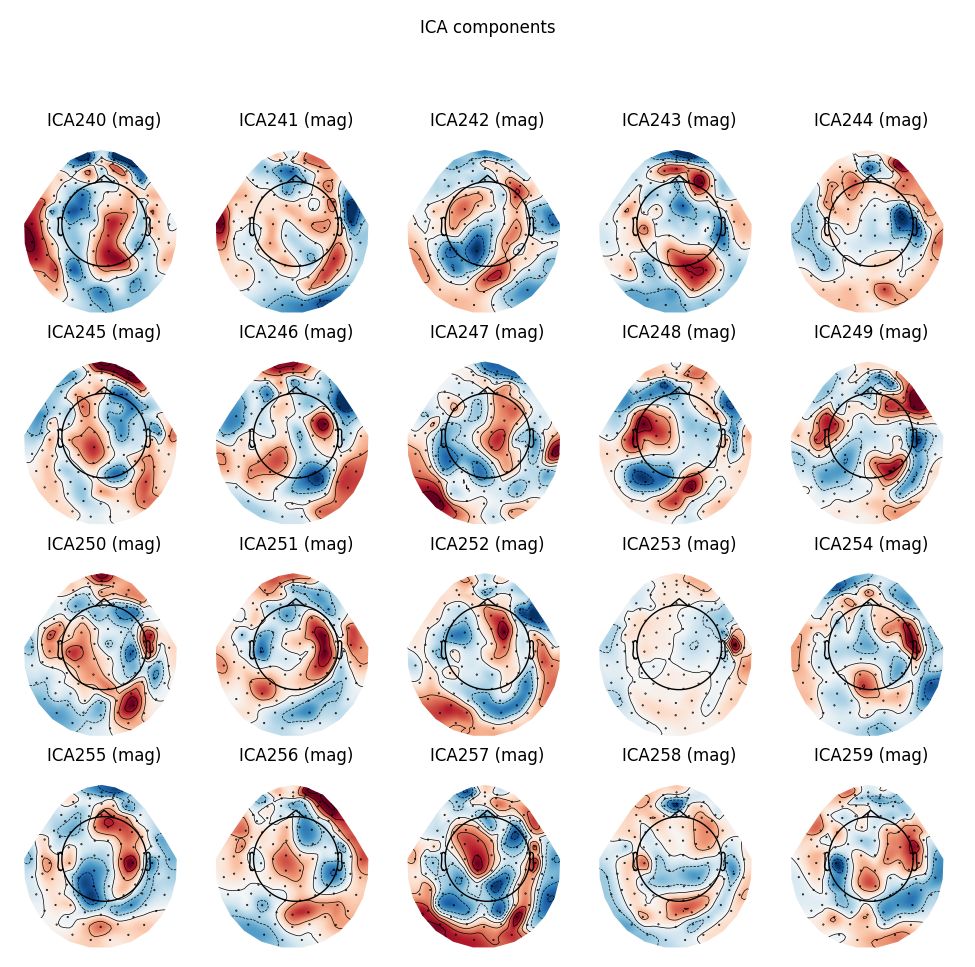 ICA components
ICA240 (mag) ICA241 (mag) ICA242 (mag) ICA243 (mag) ICA244 (mag)
ICA245 (mag) ICA246 (mag) ICA247 (mag) ICA248 (mag) ICA249 (mag)
ICA250 (mag) ICA251 (mag) ICA252 (mag) ICA253 (mag) ICA254 (mag)
ICA255 (mag) ICA256 (mag) ICA257 (mag) ICA258 (mag) ICA259 (mag)